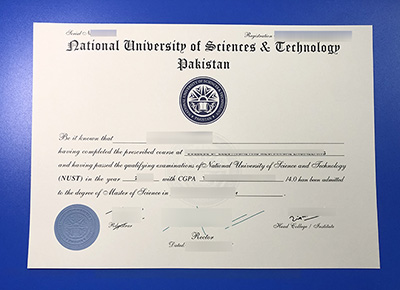 Serial N
Registration
National University of Sciences & Technology
Pakistan
Be it known that
having completed the prescribed course at
and having passed the qualifying examinations of National University of Science and Technology
(NUST) in the year with CGPA /4.0 has been admitted
to the degree of Master of Science in
Rector
Head College / Institute
Dated: